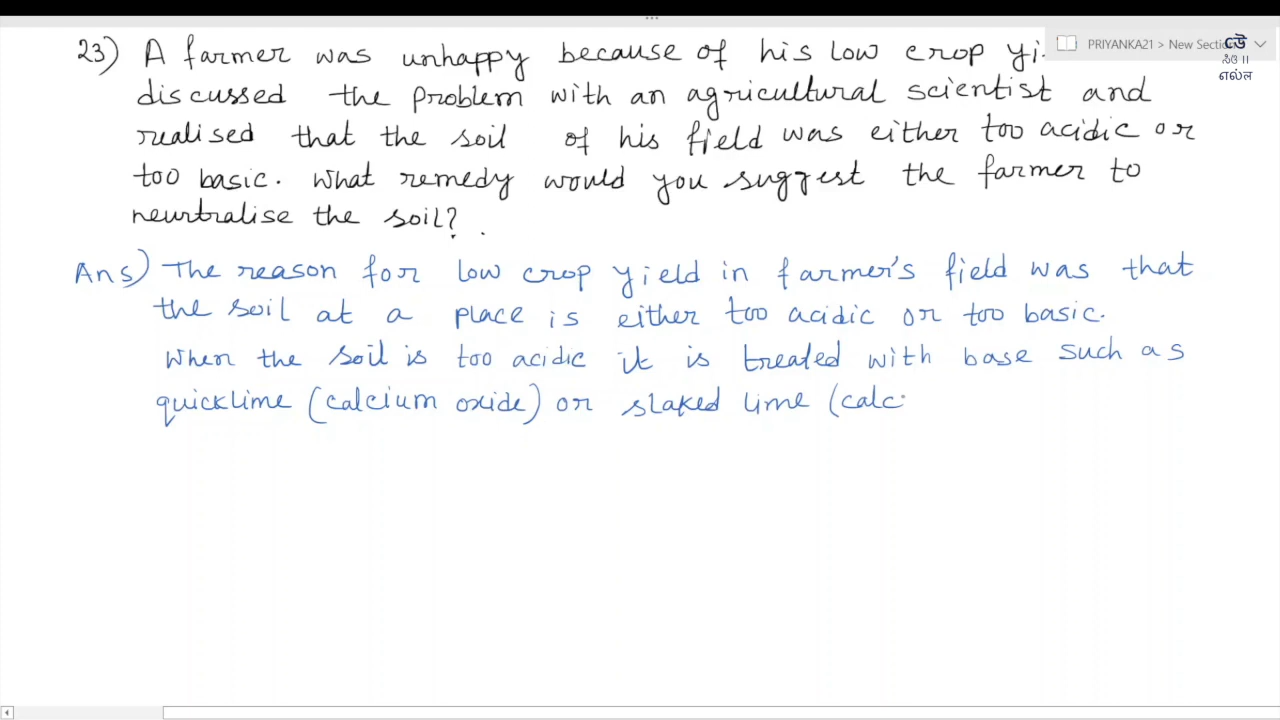 23) A farmer was unhappy because of his low crop
PRIYANKA21 > New Section
discussed the problem with an agricultural scientist and
realised that the soil of his field was either too acidic or
too basic. What remedy would you suggest the farmer to
neurtralise the soil?
Ans) The reason for low crop yield in farmer's field was that
the soil at a place is either too acidic or too basic.
When the soil is too acidic it is treated with base such as
quicklime (calcium oxide) or slaked lime (calc